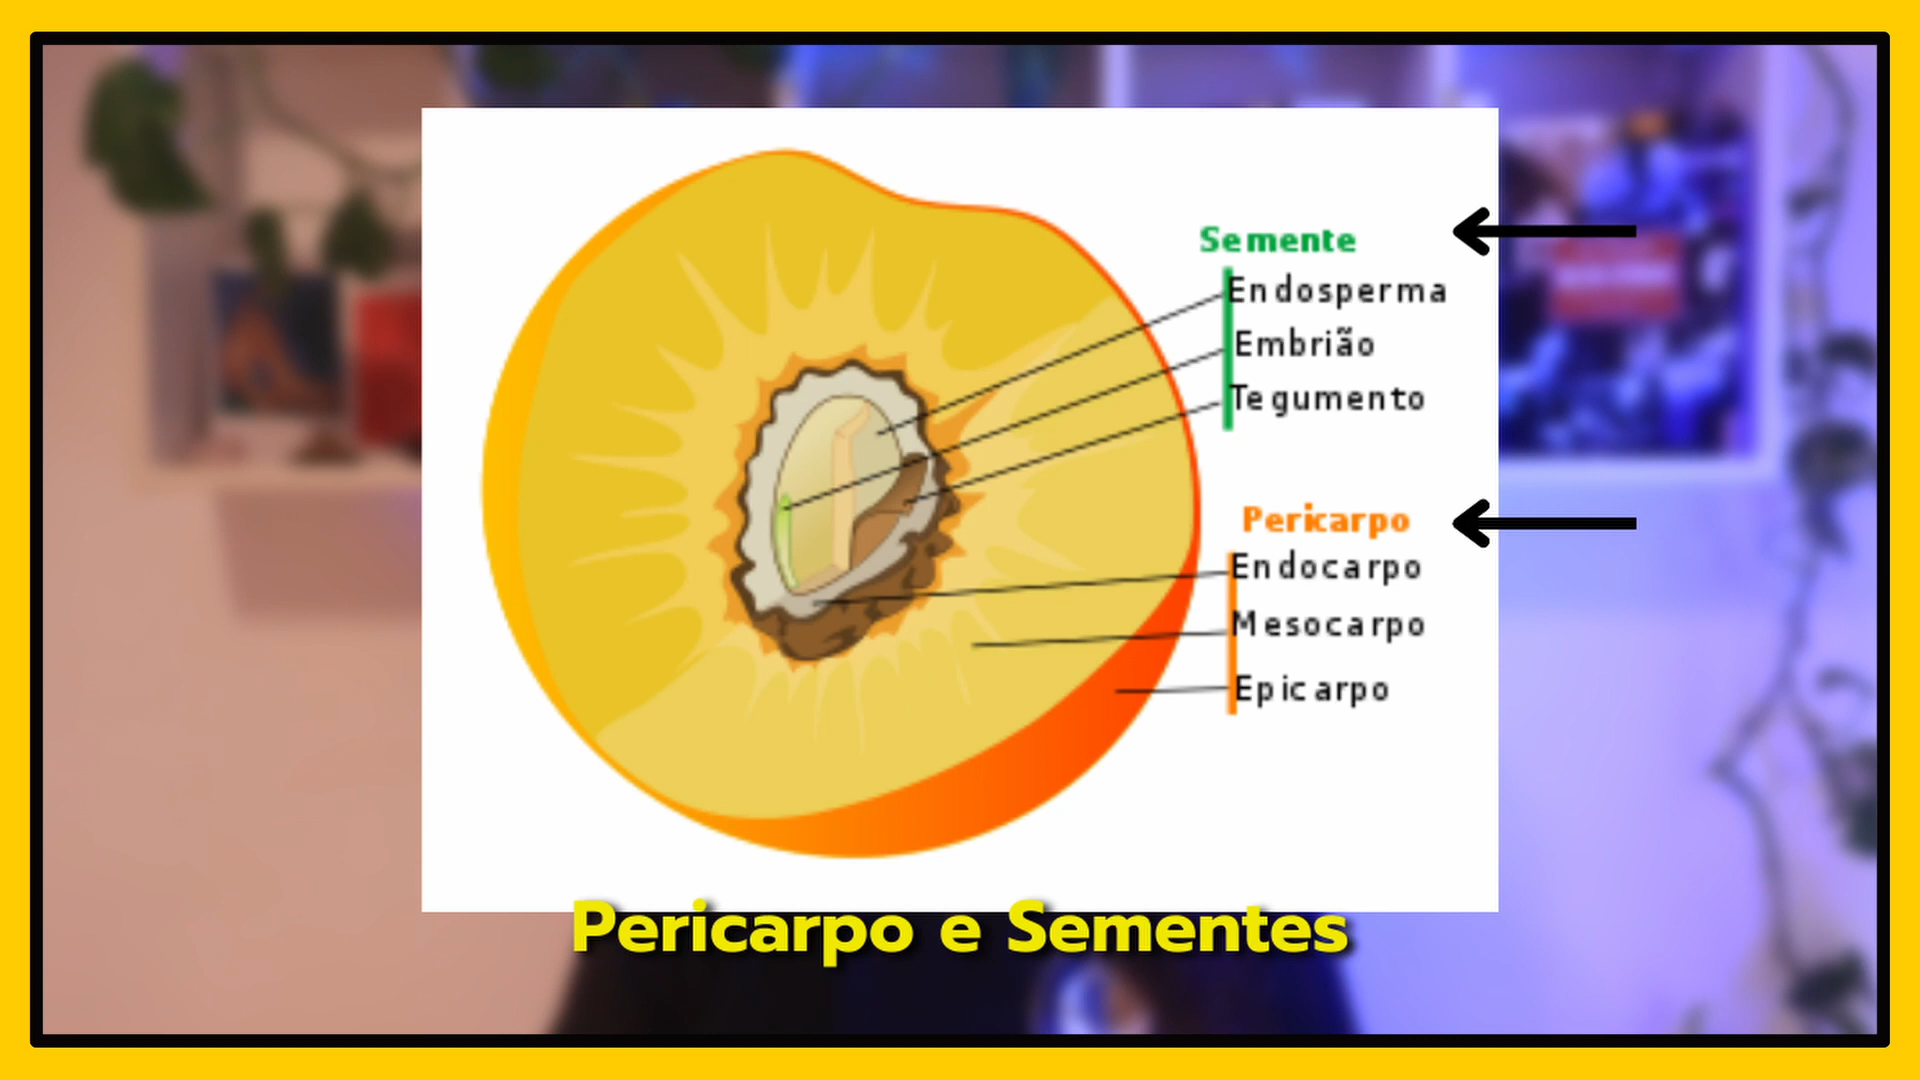 Semente
Endosperma
Embrião
Tegumento
Pericarpo
Endocarpo
Mesocarpo
Epicarpo
Pericarpo e Sementes